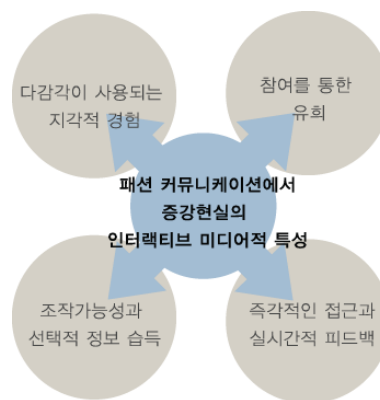 다감각이 사용되는
지각적 경험
참여를 통한
유희
패션 커뮤니케이션에서
증강현실의
인터랙티브 미디어적 특성
조작가능성과
선택적 정보 습득
즉각적인 접근과
실시간적 피드백